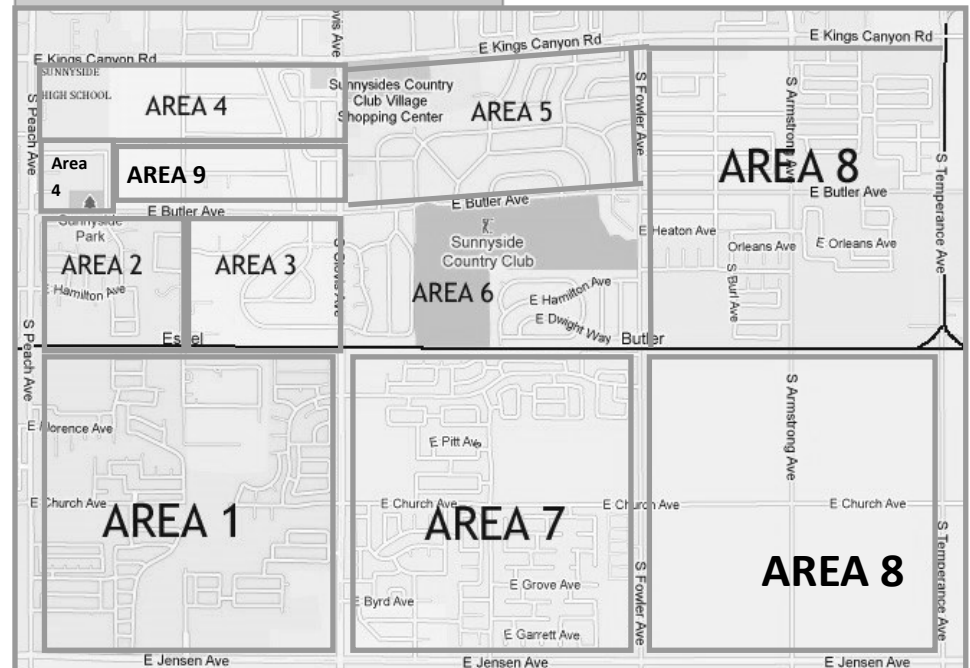 E Kings Canyon Rd
E Kings Canyon Rd
E Kings Canyon Rd
vis Ave
SUNNYSIDE
HIGH SCHOOL
S Peach Ave
AREA 4
Sunnysides Country
Club Village
Shopping Center
AREA 5
S Fowler Ave
S Armstrong Ave
AREA 8
S Temperance Ave
Area
4
AREA 9
E Butler Ave
E Butler Ave
E Butler Ave
Sunnyside
Park
Sunnyside
Country Club
E Heaton Ave
Orleans Ave
E Orleans Ave
AREA 2
AREA 3
S Clovis Ave
AREA 6
E Hamilton Ave
E Hamilton Ave
S Burl Ave
E Dwight Way
Butler
S Peach Ave
S Armstrong Ave
E Florence Ave
E Pitt Ave
E Church Ave
E Church Ave
E Church Ave
E Church Ave
AREA 1
AREA 7
AREA 8
S Fowler Ave
S Temperance Ave
E Grove Ave
E Byrd Ave
E Garrett Ave
E Jensen Ave
E Jensen Ave
E Jensen Ave